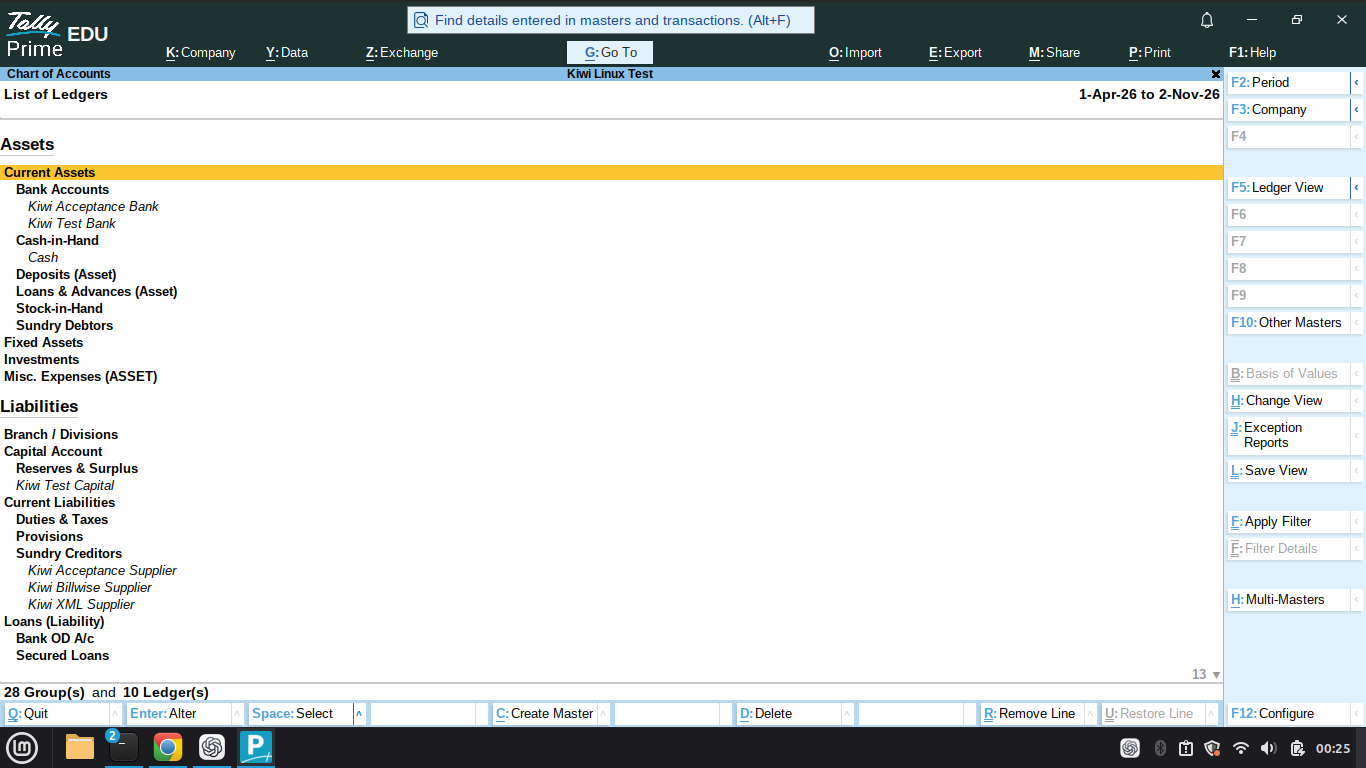 Tally
Prime EDU
Find details entered in masters and transactions. (Alt+F)
K: Company Y: Data Z: Exchange G: Go To O: Import E: Export M: Share P: Print F1: Help
Chart of Accounts Kiwi Linux Test
List of Ledgers 1-Apr-26 to 2-Nov-26
Assets
Current Assets
Bank Accounts
Kiwi Acceptance Bank
Kiwi Test Bank
Cash-in-Hand
Cash
Deposits (Asset)
Loans & Advances (Asset)
Stock-in-Hand
Sundry Debtors
Fixed Assets
Investments
Misc. Expenses (ASSET)
Liabilities
Branch / Divisions
Capital Account
Reserves & Surplus
Kiwi Test Capital
Current Liabilities
Duties & Taxes
Provisions
Sundry Creditors
Kiwi Acceptance Supplier
Kiwi Billwise Supplier
Kiwi XML Supplier
Loans (Liability)
Bank OD A/c
Secured Loans
13
28 Group(s) and 10 Ledger(s)
F2: Period
F3: Company
F4
F5: Ledger View
F6
F7
F8
F9
F10: Other Masters
B: Basis of Values
H: Change View
J: Exception
Reports
L: Save View
F: Apply Filter
F: Filter Details
H: Multi-Masters
F12: Configure
Q: Quit Enter: Alter Space: Select C: Create Master D: Delete R: Remove Line U: Restore Line
2
P
00:25